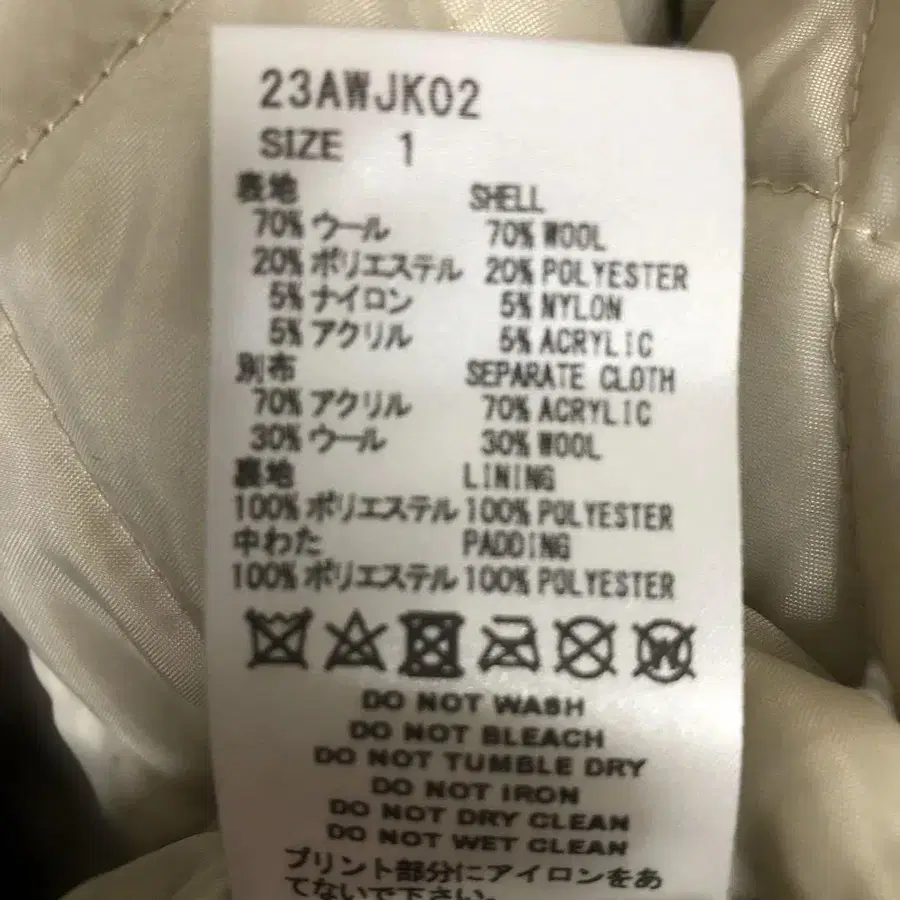 23AWJK02
SIZE 1
表地 SHELL
70% ウール 70% WOOL
20% ポリエステル 20% POLYESTER
5% ナイロン 5% NYLON
5% アクリル 5% ACRYLIC
別布 SEPARATE CLOTH
70% アクリル 70% ACRYLIC
30% ウール 30% WOOL
裏地 LINING
100% ポリエステル 100% POLYESTER
中わた PADDING
100% ポリエステル 100% POLYESTER
W
DO NOT WASH
DO NOT BLEACH
DO NOT TUMBLE DRY
DO NOT IRON
DO NOT DRY CLEAN
DO NOT WET CLEAN
プリント部分にアイロンをあ
てないで下さい。